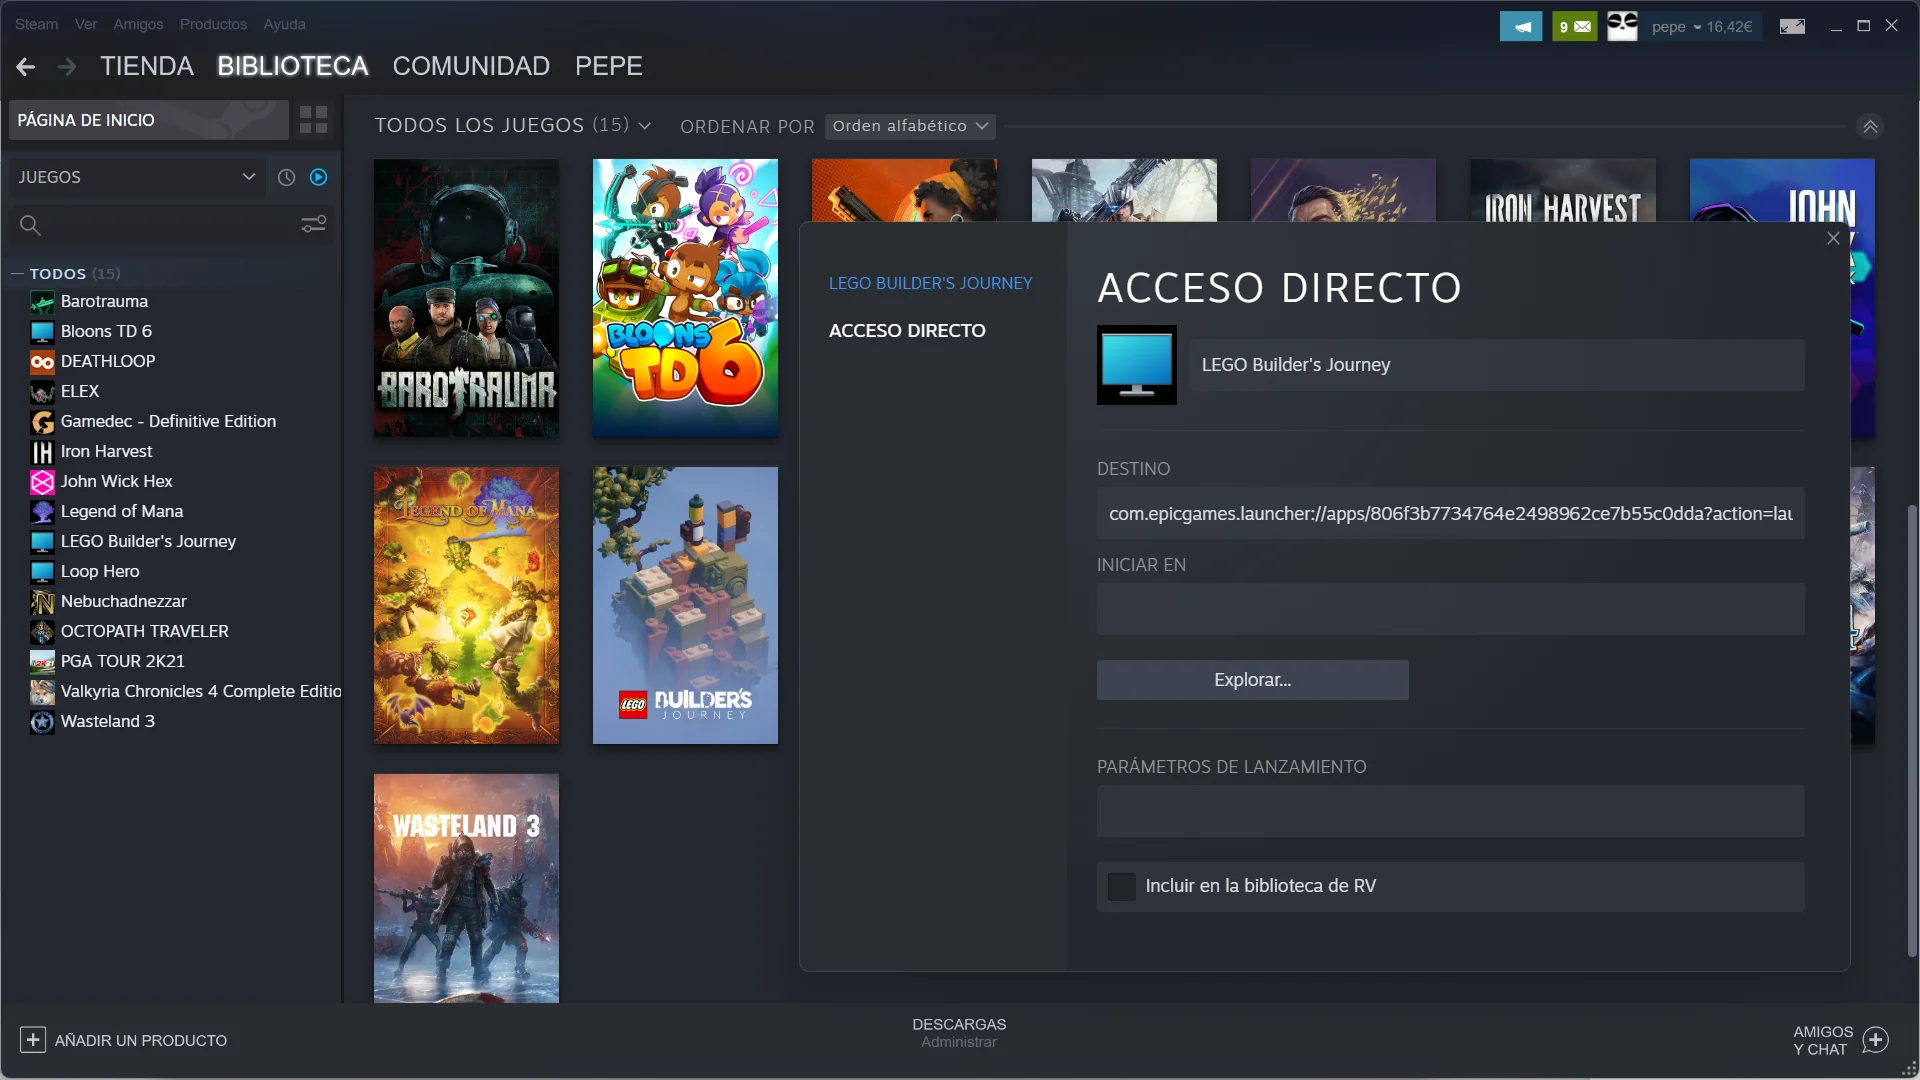 Steam Ver Amigos Productos Ayuda
9 pepe 16,42€
TIENDA BIBLIOTECA COMUNIDAD PEPE
PÁGINA DE INICIO
JUEGOS
TODOS (15)
Barotrauma
Bloons TD 6
DEATHLOOP
ELEX
Gamedec - Definitive Edition
Iron Harvest
John Wick Hex
Legend of Mana
LEGO Builder's Journey
Loop Hero
Nebuchadnezzar
OCTOPATH TRAVELER
PGA TOUR 2K21
Valkyria Chronicles 4 Complete Editio
Wasteland 3
TODOS LOS JUEGOS (15) ORDENAR POR Orden alfabético
BAROTRAUMA
BLOONS
TD 6
IRON HARVEST
JOHN
LEGEND OF MANA
LEGO BUILDER'S
JOURNEY
WASTELAND 3
LEGO BUILDER'S JOURNEY
ACCESO DIRECTO
ACCESO DIRECTO
LEGO Builder's Journey
DESTINO
com.epicgames.launcher://apps/806f3b7734764e2498962ce7b55c0dda?action=lau
INICIAR EN
Explorar...
PARÁMETROS DE LANZAMIENTO
Incluir en la biblioteca de RV
AÑADIR UN PRODUCTO
DESCARGAS
Administrar
AMIGOS
Y CHAT